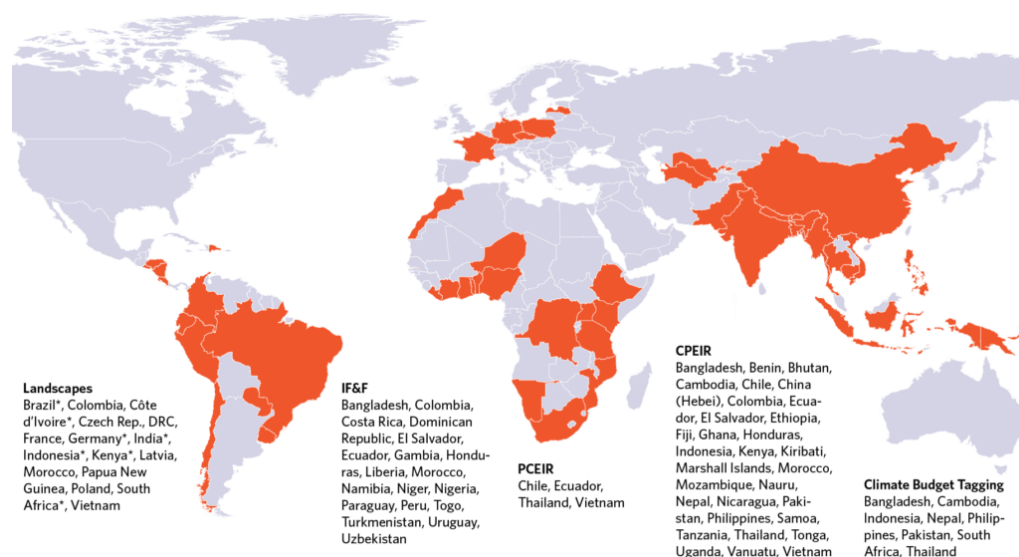 Landscapes
Brazil*, Colombia, Côte
d’Ivoire*, Czech Rep., DRC,
France, Germany*, India*,
Indonesia*, Kenya*, Latvia,
Morocco, Papua New
Guinea, Poland, South
Africa*, Vietnam
IF&F
Bangladesh, Colombia,
Costa Rica, Dominican
Republic, El Salvador,
Ecuador, Gambia, Hondu-
ras, Liberia, Morocco,
Namibia, Niger, Nigeria,
Paraguay, Peru, Togo,
Turkmenistan, Uruguay,
Uzbekistan
PCEIR
Chile, Ecuador,
Thailand, Vietnam
CPEIR
Bangladesh, Benin, Bhutan,
Cambodia, Chile, China
(Hebei), Colombia, Ecua-
dor, El Salvador, Ethiopia,
Fiji, Ghana, Honduras,
Indonesia, Kenya, Kiribati,
Marshall Islands, Morocco,
Mozambique, Nauru,
Nepal, Nicaragua, Paki-
stan, Philippines, Samoa,
Tanzania, Thailand, Tonga,
Uganda, Vanuatu, Vietnam
Climate Budget Tagging
Bangladesh, Cambodia,
Indonesia, Nepal, Philip-
pines, Pakistan, South
Africa, Thailand